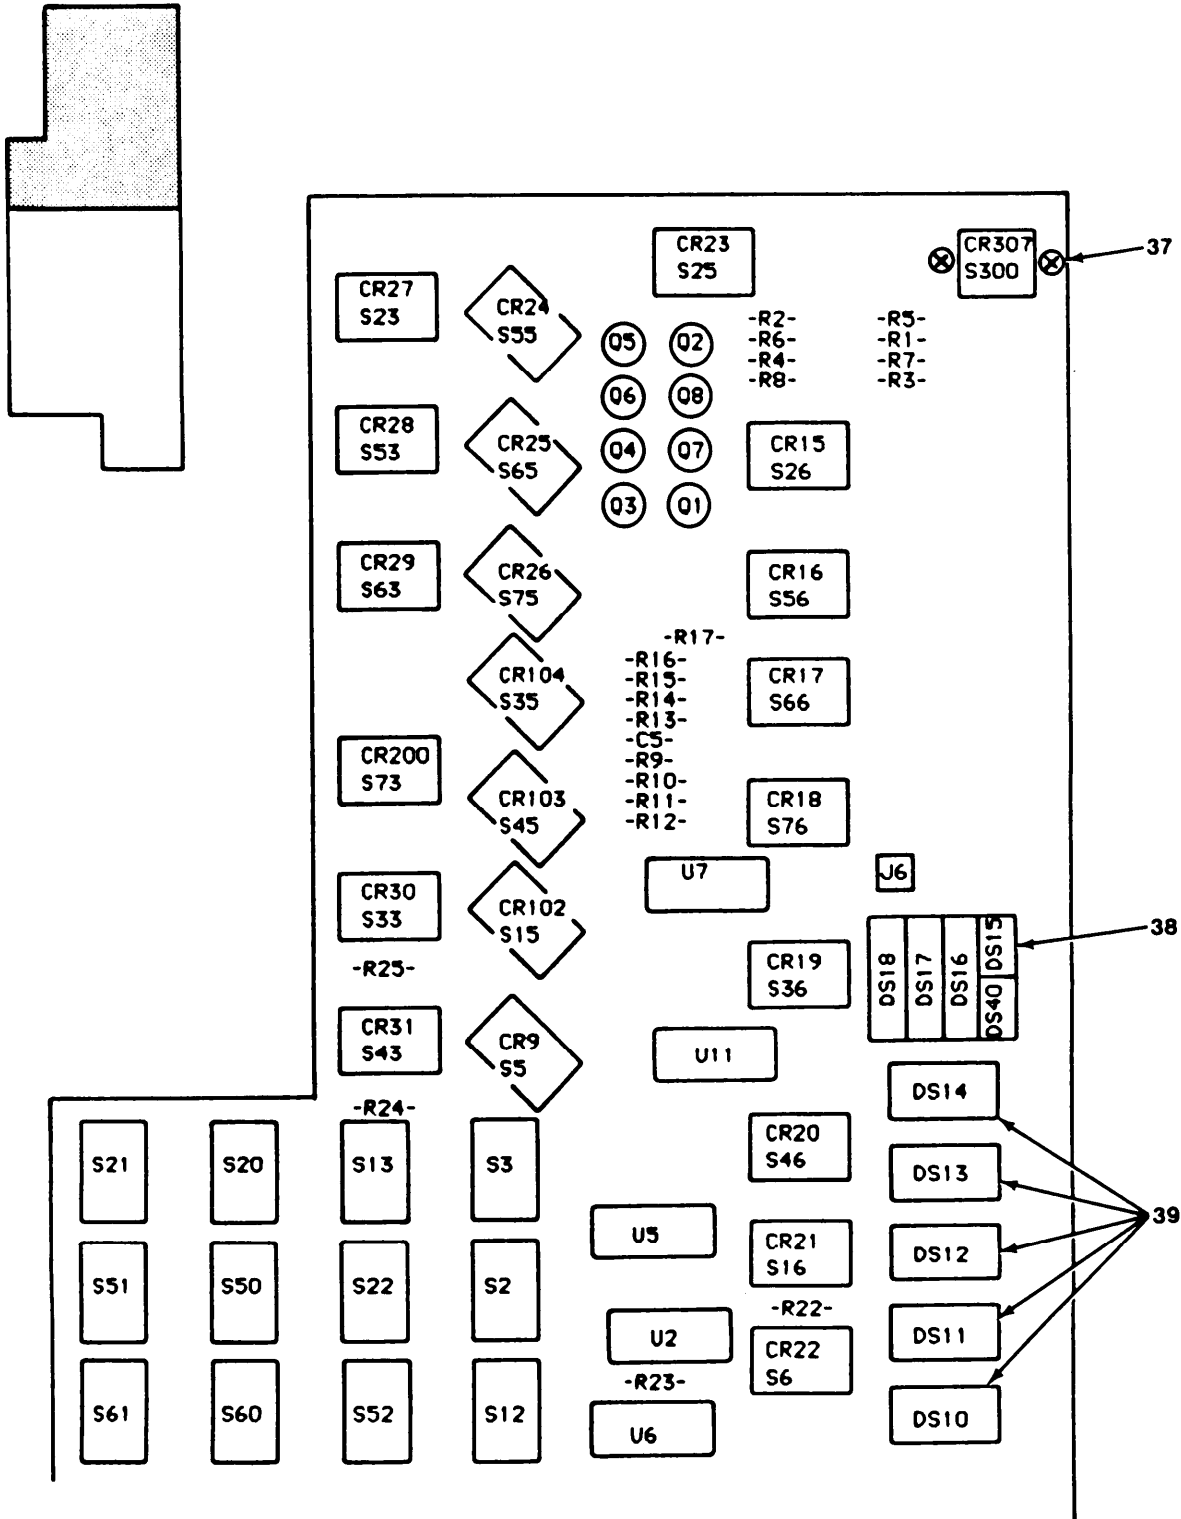 CR23
S25
CR307
S300
37
CR27
S23
CR24
S55
Q5
Q2
-R2-
-R6-
-R4-
-R8-
-R5-
-R1-
-R7-
-R3-
Q6
Q8
CR28
S53
CR25
S65
Q4
Q7
CR15
S26
Q3
Q1
CR29
S63
CR26
S75
CR16
S56
-R17-
-R16-
-R15-
-R14-
-R13-
-C5-
-R9-
-R10-
-R11-
-R12-
CR104
S35
CR17
S66
CR200
S73
CR103
S45
CR18
S76
U7
J6
CR30
S33
CR102
S15
-R25-
CR19
S36
DS18
DS17
DS16
DS15
DS40
38
CR31
S43
CR9
S5
U11
-R24-
DS14
S21
S20
S13
S3
CR20
S46
DS13
39
U5
CR21
S16
DS12
S51
S50
S22
S2
-R22-
U2
DS11
CR22
S6
-R23-
S61
S60
S52
S12
U6
DS10